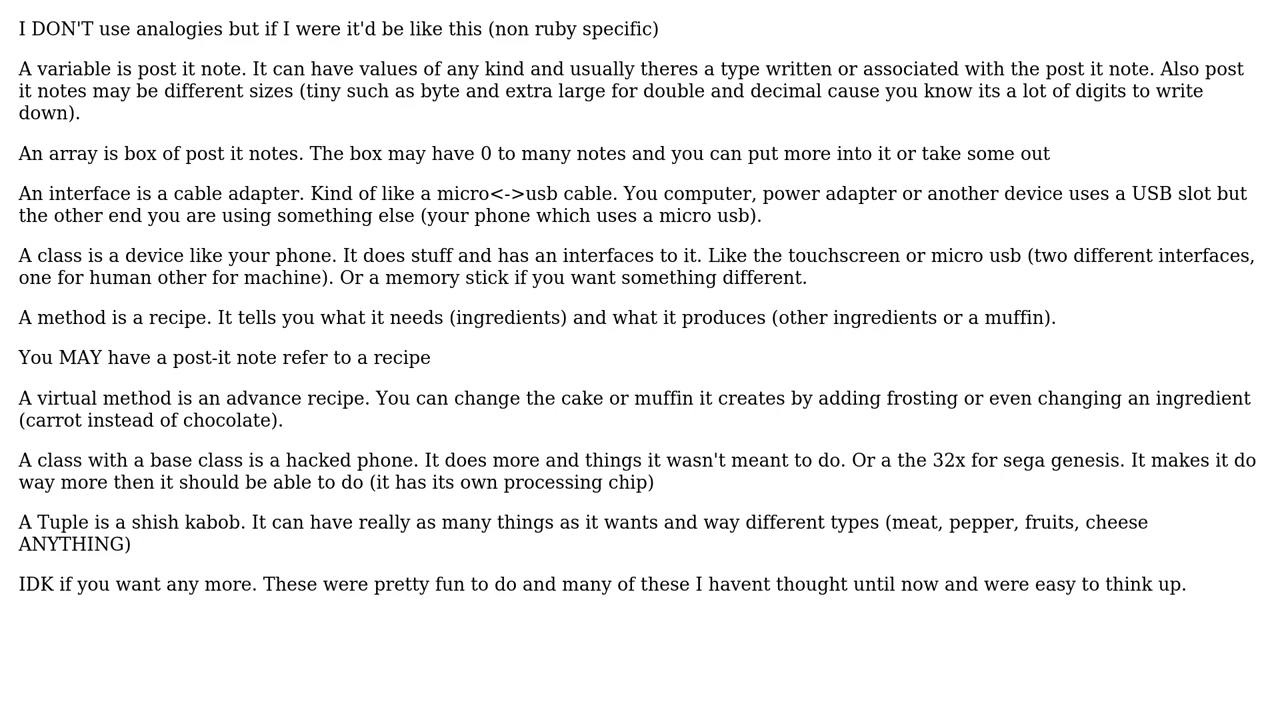 I DON'T use analogies but if I were it'd be like this (non ruby specific)
A variable is post it note. It can have values of any kind and usually theres a type written or associated with the post it note. Also post
it notes may be different sizes (tiny such as byte and extra large for double and decimal cause you know its a lot of digits to write
down).
An array is box of post it notes. The box may have 0 to many notes and you can put more into it or take some out
An interface is a cable adapter. Kind of like a micro<->usb cable. You computer, power adapter or another device uses a USB slot but
the other end you are using something else (your phone which uses a micro usb).
A class is a device like your phone. It does stuff and has an interfaces to it. Like the touchscreen or micro usb (two different interfaces,
one for human other for machine). Or a memory stick if you want something different.
A method is a recipe. It tells you what it needs (ingredients) and what it produces (other ingredients or a muffin).
You MAY have a post-it note refer to a recipe
A virtual method is an advance recipe. You can change the cake or muffin it creates by adding frosting or even changing an ingredient
(carrot instead of chocolate).
A class with a base class is a hacked phone. It does more and things it wasn't meant to do. Or a the 32x for sega genesis. It makes it do
way more then it should be able to do (it has its own processing chip)
A Tuple is a shish kabob. It can have really as many things as it wants and way different types (meat, pepper, fruits, cheese
ANYTHING)
IDK if you want any more. These were pretty fun to do and many of these I havent thought until now and were easy to think up.